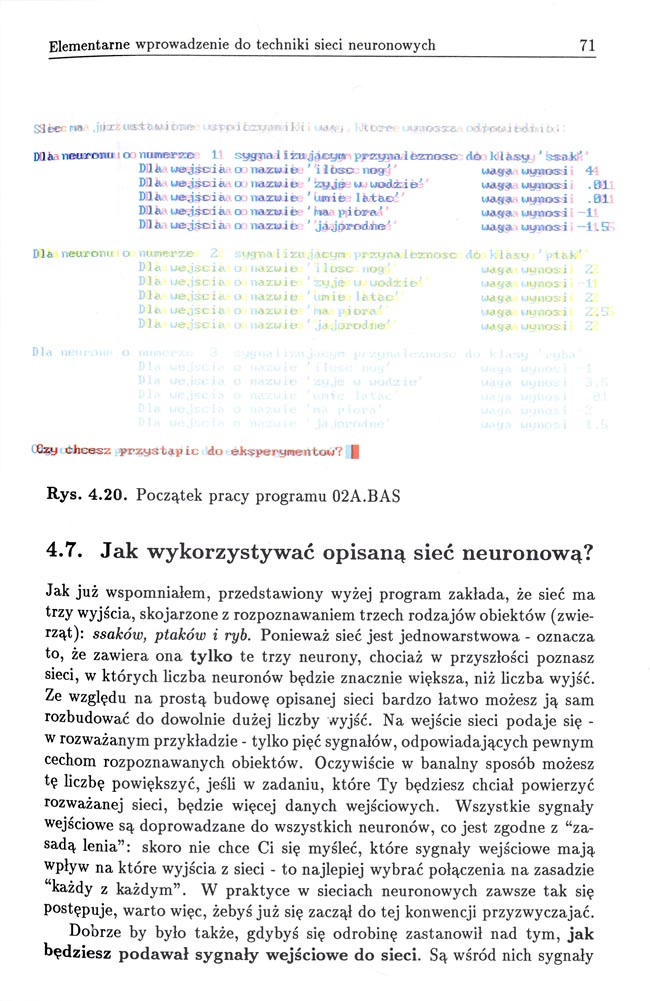 Elementarne wprowadzenie do techniki sieci neuronowych 71
Siec ma juz ustawione wspolczynniki wag, ktore wynosza odpowiednio:
Dla neuronu o numerze 1 sygnalizujacym przynaleznosc do klasy 'ssak'
Dla wejscia o nazwie 'ilosc nog' waga wynosi 4
Dla wejscia o nazwie 'zyje w wodzie' waga wynosi .01
Dla wejscia o nazwie 'umie latac' waga wynosi .01
Dla wejscia o nazwie 'ma piora' waga wynosi -1
Dla wejscia o nazwie 'jajorodne' waga wynosi -1.5
Dla neuronu o numerze 2 sygnalizujacym przynaleznosc do klasy 'ptak'
Dla wejscia o nazwie 'ilosc nog' waga wynosi 2
Dla wejscia o nazwie 'zyje w wodzie' waga wynosi -1
Dla wejscia o nazwie 'umie latac' waga wynosi 2
Dla wejscia o nazwie 'ma piora' waga wynosi 2.5
Dla wejscia o nazwie 'jajorodne' waga wynosi 2
Dla neuronu o numerze 3 sygnalizujacym przynaleznosc do klasy 'ryba'
Dla wejscia o nazwie 'ilosc nog' waga wynosi -1
Dla wejscia o nazwie 'zyje w wodzie' waga wynosi 3.5
Dla wejscia o nazwie 'umie latac' waga wynosi .01
Dla wejscia o nazwie 'ma piora' waga wynosi -2
Dla wejscia o nazwie 'jajorodne' waga wynosi 1.5
Czy chcesz przystapic do eksperymentow?
Rys. 4.20. Początek pracy programu 02A.BAS
4.7. Jak wykorzystywać opisaną sieć neuronową?
Jak już wspomniałem, przedstawiony wyżej program zakłada, że sieć ma
trzy wyjścia, skojarzone z rozpoznawaniem trzech rodzajów obiektów (zwie-
rząt): ssaków, ptaków i ryb. Ponieważ sieć jest jednowarstwowa - oznacza
to, że zawiera ona tylko te trzy neurony, chociaż w przyszłości poznasz
sieci, w których liczba neuronów będzie znacznie większa, niż liczba wyjść.
Ze względu na prostą budowę opisanej sieci bardzo łatwo możesz ją sam
rozbudować do dowolnie dużej liczby wyjść. Na wejście sieci podaje się -
w rozważanym przykładzie - tylko pięć sygnałów, odpowiadających pewnym
cechom rozpoznawanych obiektów. Oczywiście w banalny sposób możesz
tę liczbę powiększyć, jeśli w zadaniu, które Ty będziesz chciał powierzyć
rozważanej sieci, będzie więcej danych wejściowych. Wszystkie sygnały
wejściowe są doprowadzane do wszystkich neuronów, co jest zgodne z “za-
sadą lenia”: skoro nie chce Ci się myśleć, które sygnały wejściowe mają
wpływ na które wyjścia z sieci - to najlepiej wybrać połączenia na zasadzie
“każdy z każdym”. W praktyce w sieciach neuronowych zawsze tak się
postępuje, warto więc, żebyś już się zaczął do tej konwencji przyzwyczajać.
Dobrze by było także, gdybyś się odrobinę zastanowił nad tym, jak
będziesz podawał sygnały wejściowe do sieci. Są wśród nich sygnały